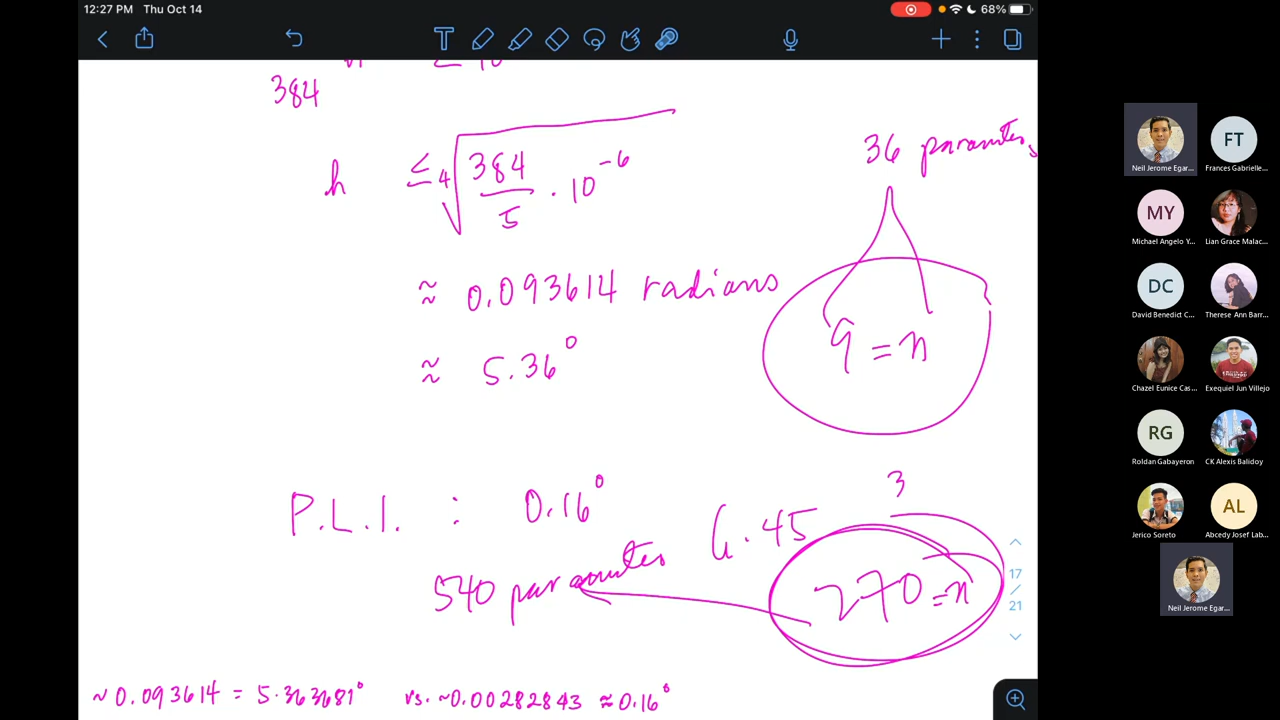 12:27 PM Thu Oct 14
68%
384
h ≤ ⁴√(384/5 · 10⁻⁶)
≈ 0.093614 radians
≈ 5.36°
36 parameters
9 = n
P.L.I. : 0.16°
3
540 parameters
270 = n
≈ 0.093614 = 5.363681° vs. ~0.00282843 ≈ 0.16°
17
/
21
Neil Jerome Egar...
FT
Frances Gabrielle...
MY
Michael Angelo Y...
Lian Grace Malac...
DC
David Benedict C...
Therese Ann Barr...
Chazel Eunice Cas...
Exequiel Jun Villejo
RG
Roldan Gabayeron
CK Alexis Balidoy
Jerico Soreto
AL
Abcedy Josef Lab...
Neil Jerome Egar...